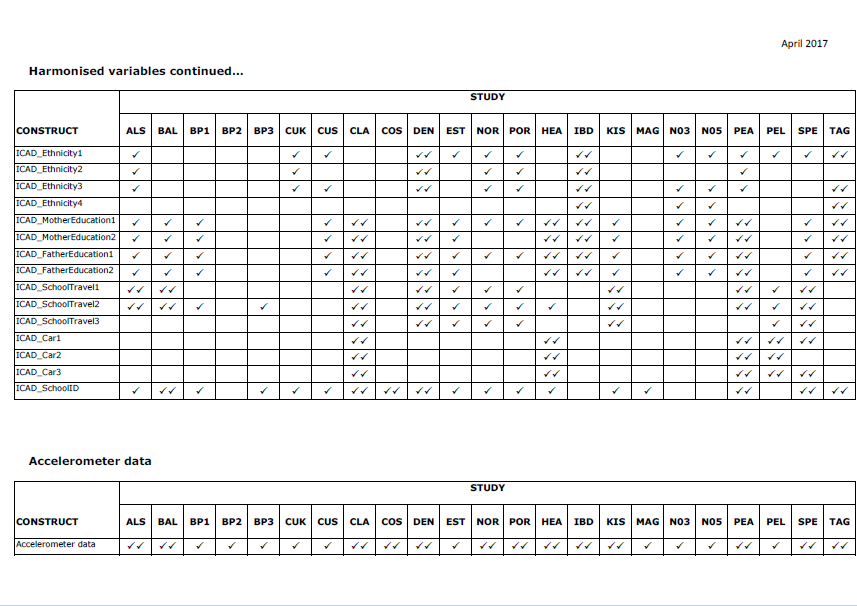 April 2017
Harmonised variables continued...
STUDY
CONSTRUCT ALS BAL BP1 BP2 BP3 CUK CUS CLA COS DEN EST NOR POR HEA IBD KIS MAG N03 N05 PEA PEL SPE TAG
ICAD_Ethnicity1 ✓ ✓ ✓ ✓✓ ✓ ✓ ✓ ✓✓ ✓ ✓ ✓ ✓ ✓ ✓✓
ICAD_Ethnicity2 ✓ ✓ ✓✓ ✓ ✓ ✓✓ ✓
ICAD_Ethnicity3 ✓ ✓ ✓ ✓✓ ✓ ✓ ✓✓ ✓ ✓ ✓ ✓✓
ICAD_Ethnicity4 ✓✓ ✓ ✓ ✓✓
ICAD_MotherEducation1 ✓ ✓ ✓ ✓ ✓✓ ✓✓ ✓ ✓ ✓ ✓✓ ✓✓ ✓ ✓ ✓ ✓✓ ✓ ✓✓
ICAD_MotherEducation2 ✓ ✓ ✓ ✓ ✓✓ ✓✓ ✓ ✓✓ ✓✓ ✓ ✓ ✓ ✓✓ ✓ ✓✓
ICAD_FatherEducation1 ✓ ✓ ✓ ✓ ✓✓ ✓✓ ✓ ✓ ✓ ✓✓ ✓✓ ✓ ✓ ✓ ✓✓ ✓ ✓✓
ICAD_FatherEducation2 ✓ ✓ ✓ ✓ ✓✓ ✓✓ ✓ ✓✓ ✓✓ ✓ ✓ ✓ ✓✓ ✓ ✓✓
ICAD_SchoolTravel1 ✓✓ ✓✓ ✓✓ ✓✓ ✓ ✓ ✓ ✓✓ ✓✓ ✓ ✓✓
ICAD_SchoolTravel2 ✓✓ ✓✓ ✓ ✓ ✓✓ ✓✓ ✓ ✓ ✓ ✓ ✓✓ ✓✓ ✓ ✓✓
ICAD_SchoolTravel3 ✓✓ ✓✓ ✓ ✓ ✓ ✓✓ ✓ ✓✓
ICAD_Car1 ✓✓ ✓✓ ✓✓ ✓✓ ✓✓
ICAD_Car2 ✓✓ ✓✓ ✓✓ ✓✓
ICAD_Car3 ✓✓ ✓✓ ✓✓ ✓✓ ✓✓
ICAD_SchoolID ✓ ✓✓ ✓ ✓ ✓ ✓ ✓✓ ✓✓ ✓✓ ✓ ✓ ✓ ✓ ✓ ✓ ✓✓ ✓✓ ✓✓
Accelerometer data
STUDY
CONSTRUCT ALS BAL BP1 BP2 BP3 CUK CUS CLA COS DEN EST NOR POR HEA IBD KIS MAG N03 N05 PEA PEL SPE TAG
Accelerometer data ✓✓ ✓✓ ✓ ✓ ✓ ✓ ✓ ✓✓ ✓✓ ✓✓ ✓ ✓✓ ✓✓ ✓✓ ✓✓ ✓✓ ✓ ✓ ✓ ✓✓ ✓ ✓✓ ✓✓